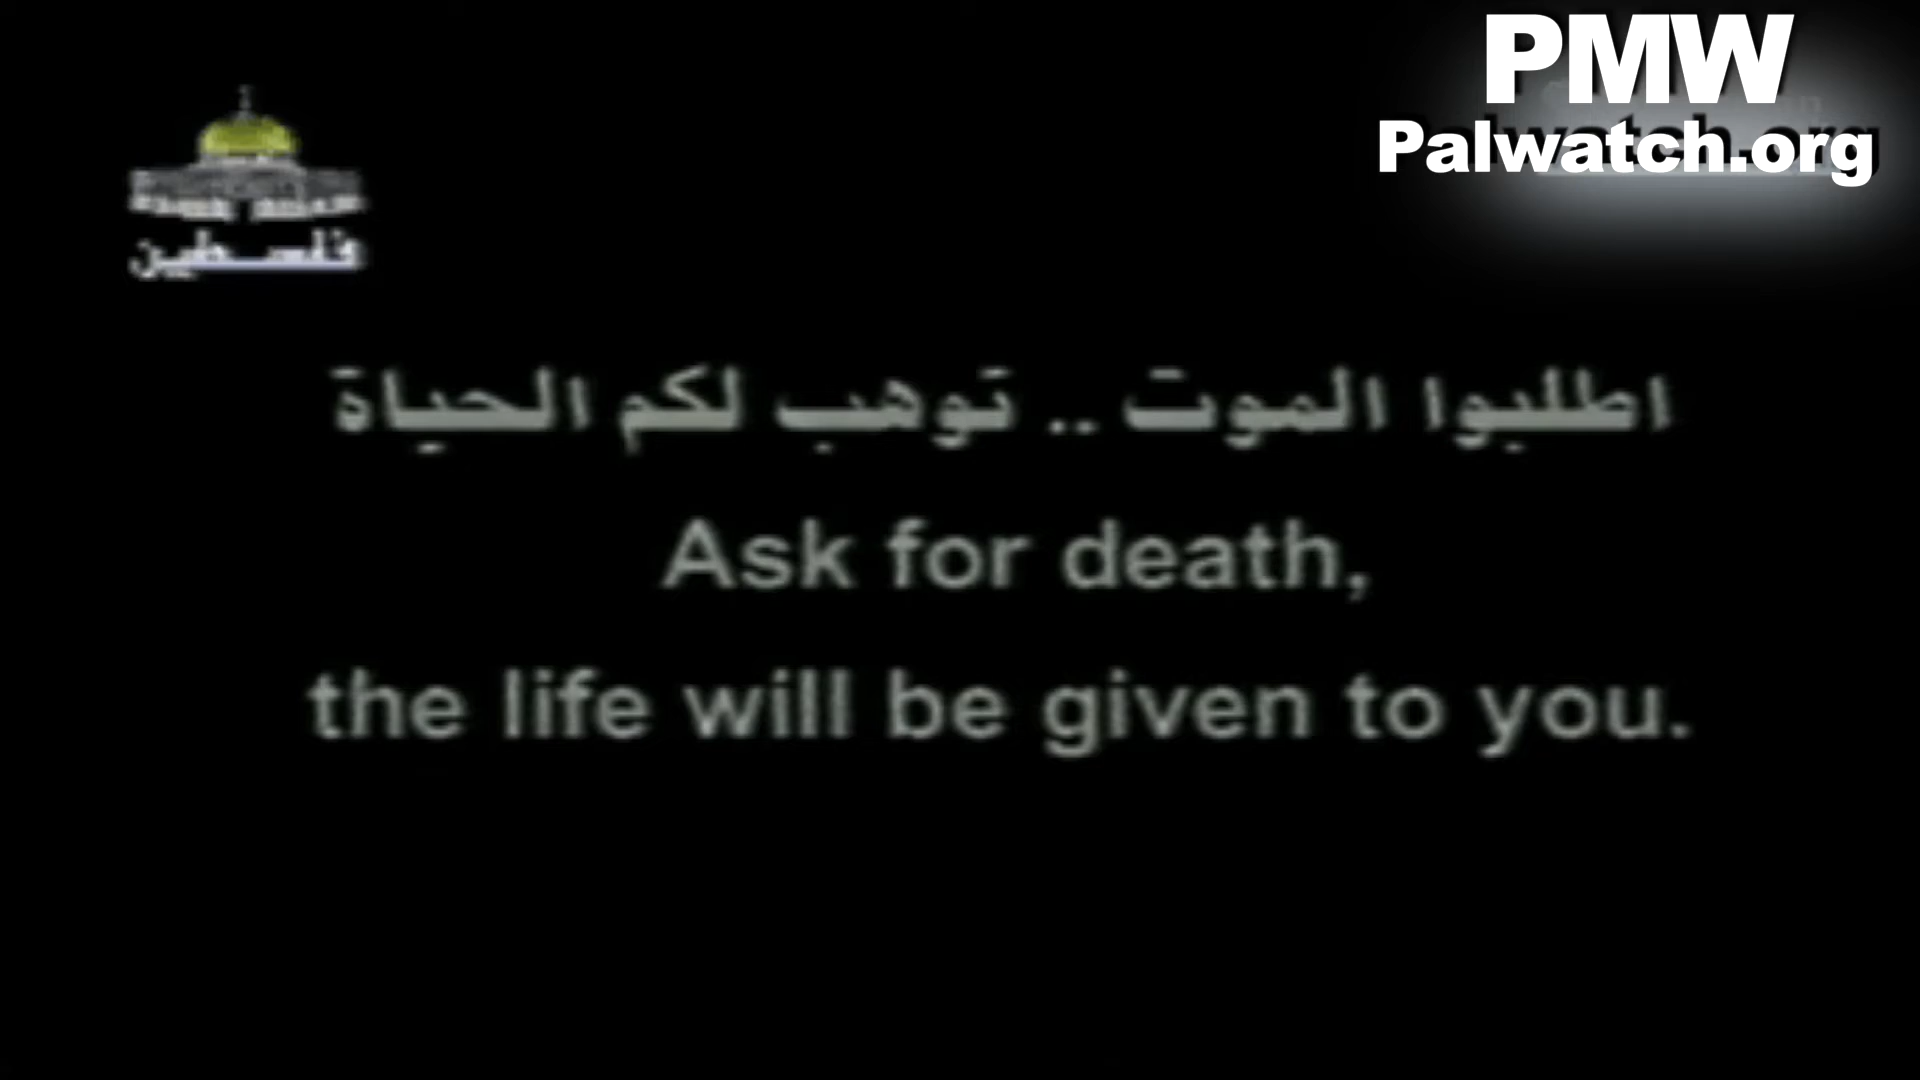 PMW
Palwatch.org
فلسطين
اطلبوا الموت .. توهب لكم الحياة
Ask for death,
the life will be given to you.